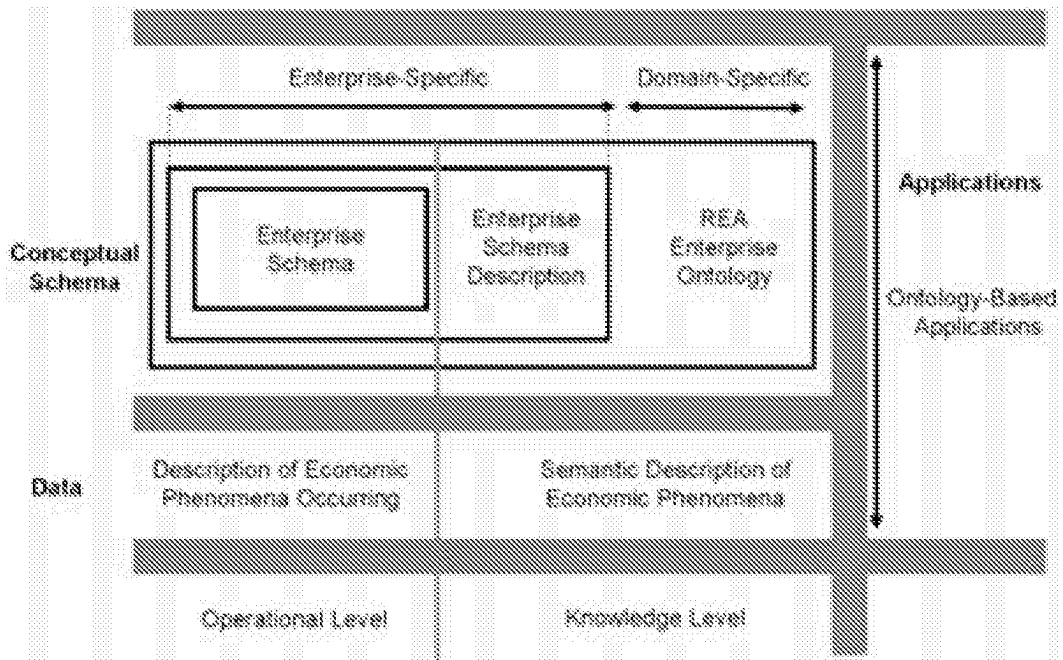 Enterprise-Specific
Domain-Specific
Applications
Conceptual
Schema
Enterprise
Schema
Enterprise
Schema
Description
REA
Enterprise
Ontology
Ontology-Based
Applications
Data
Description of Economic
Phenomena Occurring
Semantic Description of
Economic Phenomena
Operational Level
Knowledge Level